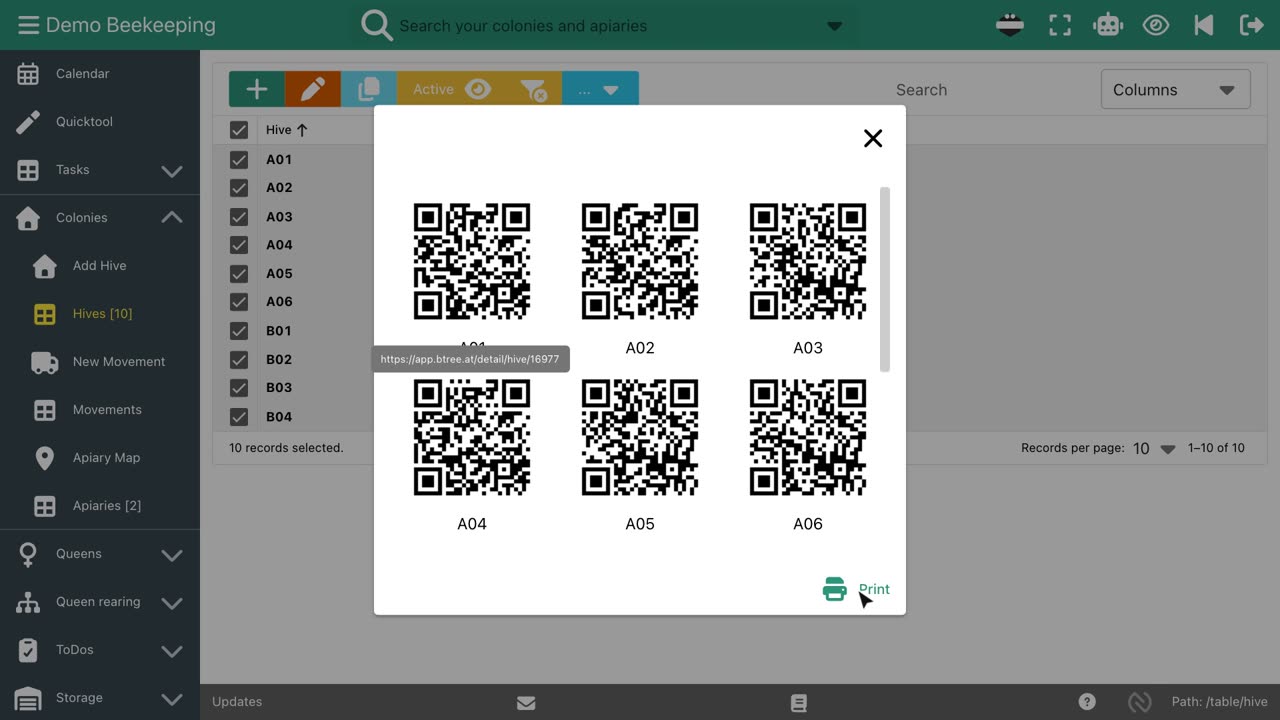 Demo Beekeeping
Search your colonies and apiaries
Calendar
Quicktool
Tasks
Colonies
Add Hive
Hives [10]
New Movement
Movements
Apiary Map
Apiaries [2]
Queens
Queen rearing
ToDos
Storage
Active
...
Search
Columns
Hive
A01
A02
A03
A04
A05
A06
B01
B02
B03
B04
10 records selected.
Records per page: 10
1–10 of 10
A01 A02 A03
https://app.btree.at/detail/hive/16977
A04 A05 A06
Print
Updates
Path: /table/hive